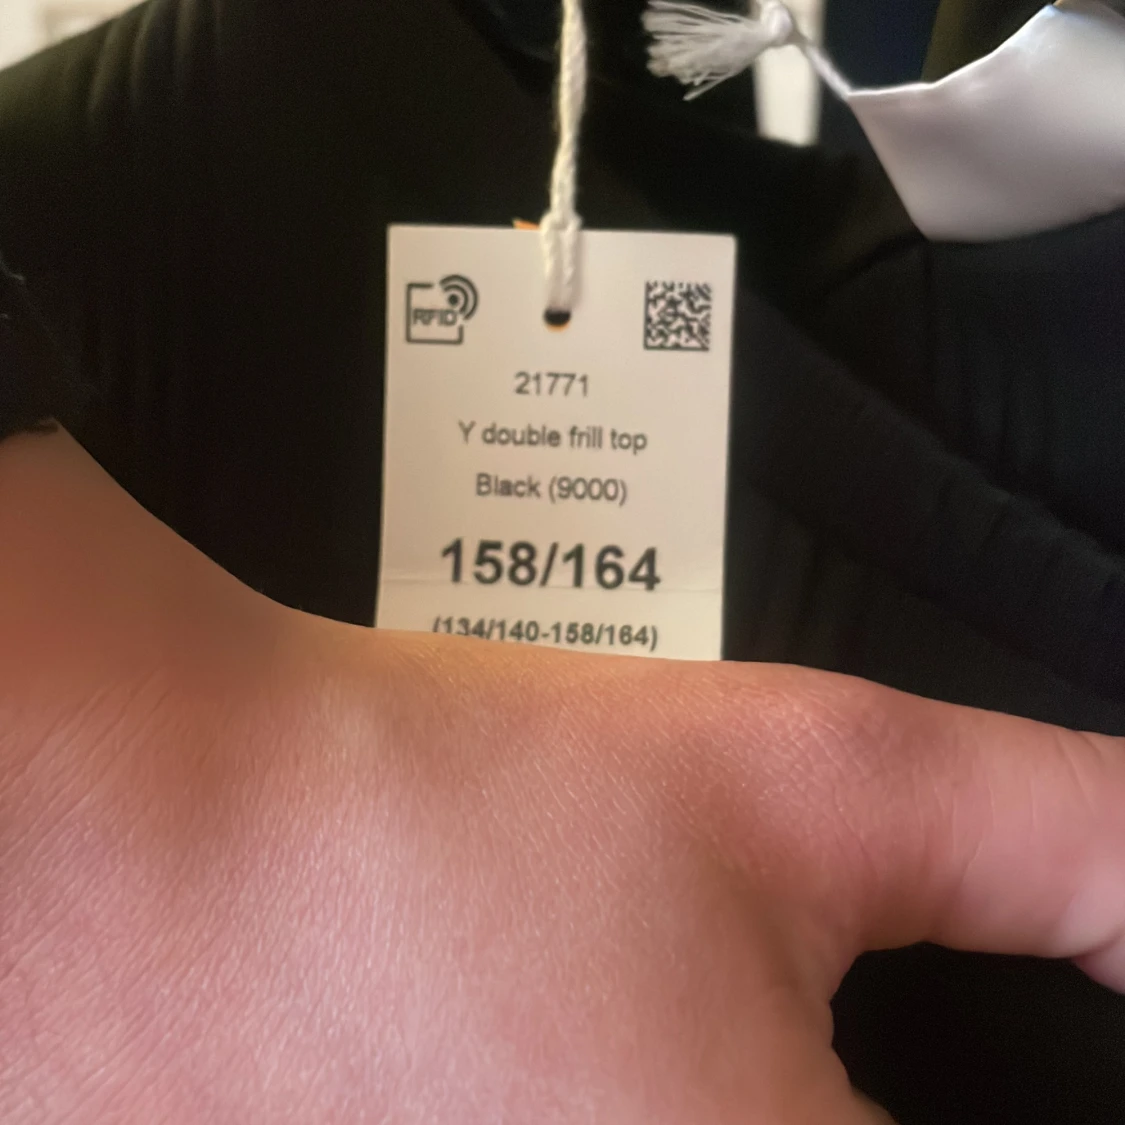 RFID
21771
Y double frill top
Black (9000)
158/164
(134/140-158/164)